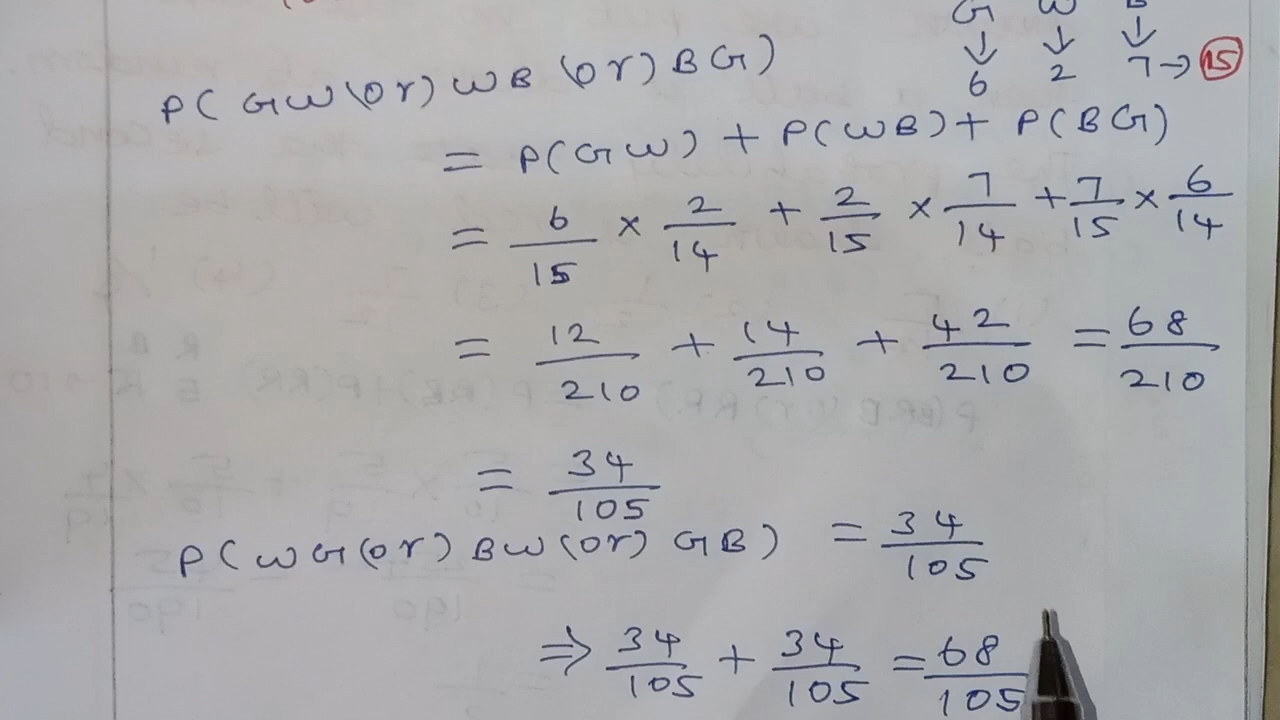 G W B
↓ ↓ ↓
6 2 7 → 15
P(GW (or) WB (or) BG)
= P(GW) + P(WB) + P(BG)
= 6/15 × 2/14 + 2/15 × 7/14 + 7/15 × 6/14
= 12/210 + 14/210 + 42/210 = 68/210
= 34/105
P(WG (or) BW (or) GB) = 34/105
⇒ 34/105 + 34/105 = 68/105